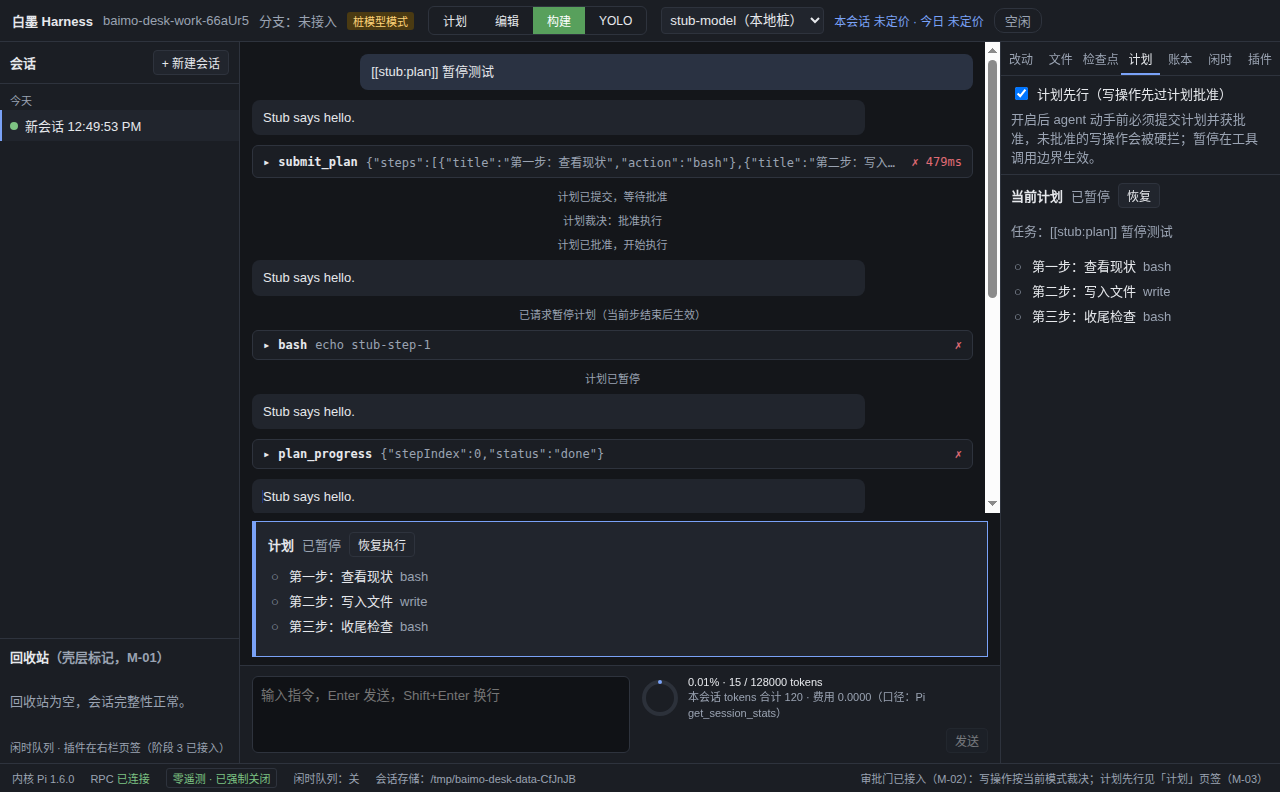 白墨 Harness baimo-desk-work-66aUr5 分支：未接入 桩模型模式 计划 编辑 构建 YOLO stub-model（本地桩） 本会话 未定价 · 今日 未定价 空闲
会话 + 新建会话
今天
新会话 12:49:53 PM
回收站（壳层标记，M-01）
回收站为空，会话完整性正常。
闲时队列 · 插件在右栏页签（阶段 3 已接入）
[[stub:plan]] 暂停测试
Stub says hello.
▸ submit_plan {"steps":[{"title":"第一步：查看现状","action":"bash"},{"title":"第二步：写入… ✗ 479ms
计划已提交，等待批准
计划裁决：批准执行
计划已批准，开始执行
Stub says hello.
已请求暂停计划（当前步结束后生效）
▸ bash echo stub-step-1 ✗
计划已暂停
Stub says hello.
▸ plan_progress {"stepIndex":0,"status":"done"} ✗
Stub says hello.
计划 已暂停 恢复执行
○ 第一步：查看现状 bash
○ 第二步：写入文件 write
○ 第三步：收尾检查 bash
输入指令，Enter 发送，Shift+Enter 换行
0.01% · 15 / 128000 tokens
本会话 tokens 合计 120 · 费用 0.0000（口径：Pi
get_session_stats）
发送
改动 文件 检查点 计划 账本 闲时 插件
计划先行（写操作先过计划批准）
开启后 agent 动手前必须提交计划并获批
准，未批准的写操作会被硬拦；暂停在工具
调用边界生效。
当前计划 已暂停 恢复
任务：[[stub:plan]] 暂停测试
○ 第一步：查看现状 bash
○ 第二步：写入文件 write
○ 第三步：收尾检查 bash
内核 Pi 1.6.0 RPC 已连接 零遥测 · 已强制关闭 闲时队列：关 会话存储：/tmp/baimo-desk-data-CfJnJB 审批门已接入（M-02）：写操作按当前模式裁决；计划先行见「计划」页签（M-03）